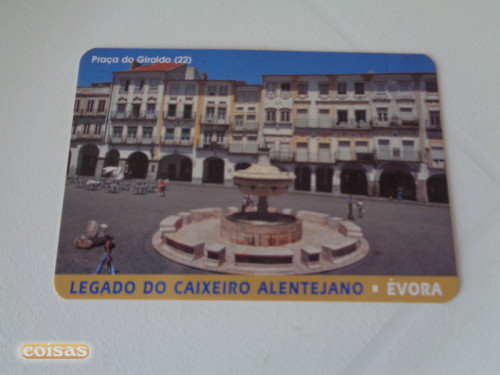 Praça do Giraldo (22)
LEGADO DO CAIXEIRO ALENTEJANO ▪ ÉVORA
coisas